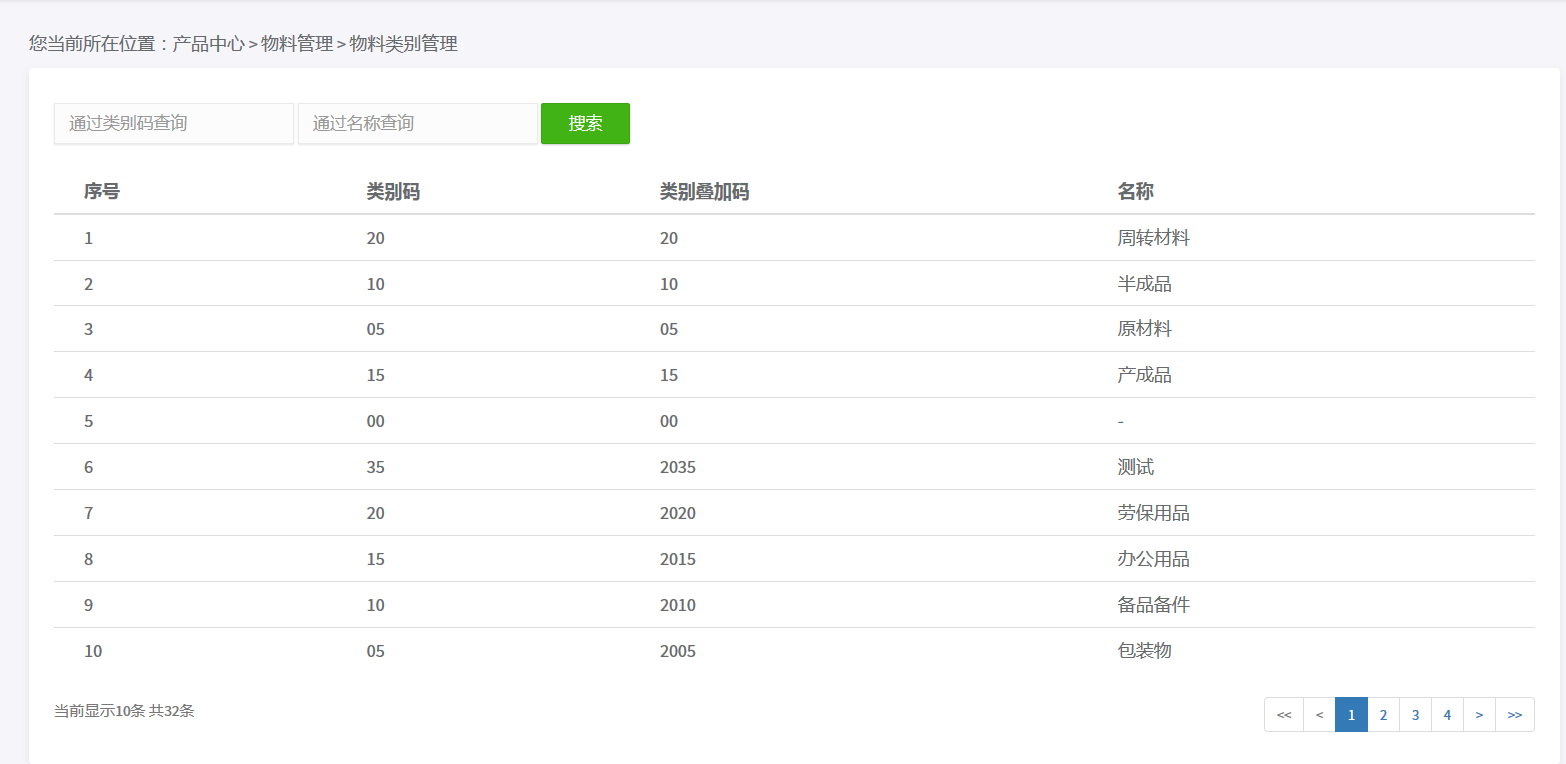 您当前所在位置：产品中心 > 物料管理 > 物料类别管理
通过类别码查询 通过名称查询 搜索
序号 类别码 类别叠加码 名称
1 20 20 周转材料
2 10 10 半成品
3 05 05 原材料
4 15 15 产成品
5 00 00 -
6 35 2035 测试
7 20 2020 劳保用品
8 15 2015 办公用品
9 10 2010 备品备件
10 05 2005 包装物
当前显示10条 共32条 << < 1 2 3 4 > >>